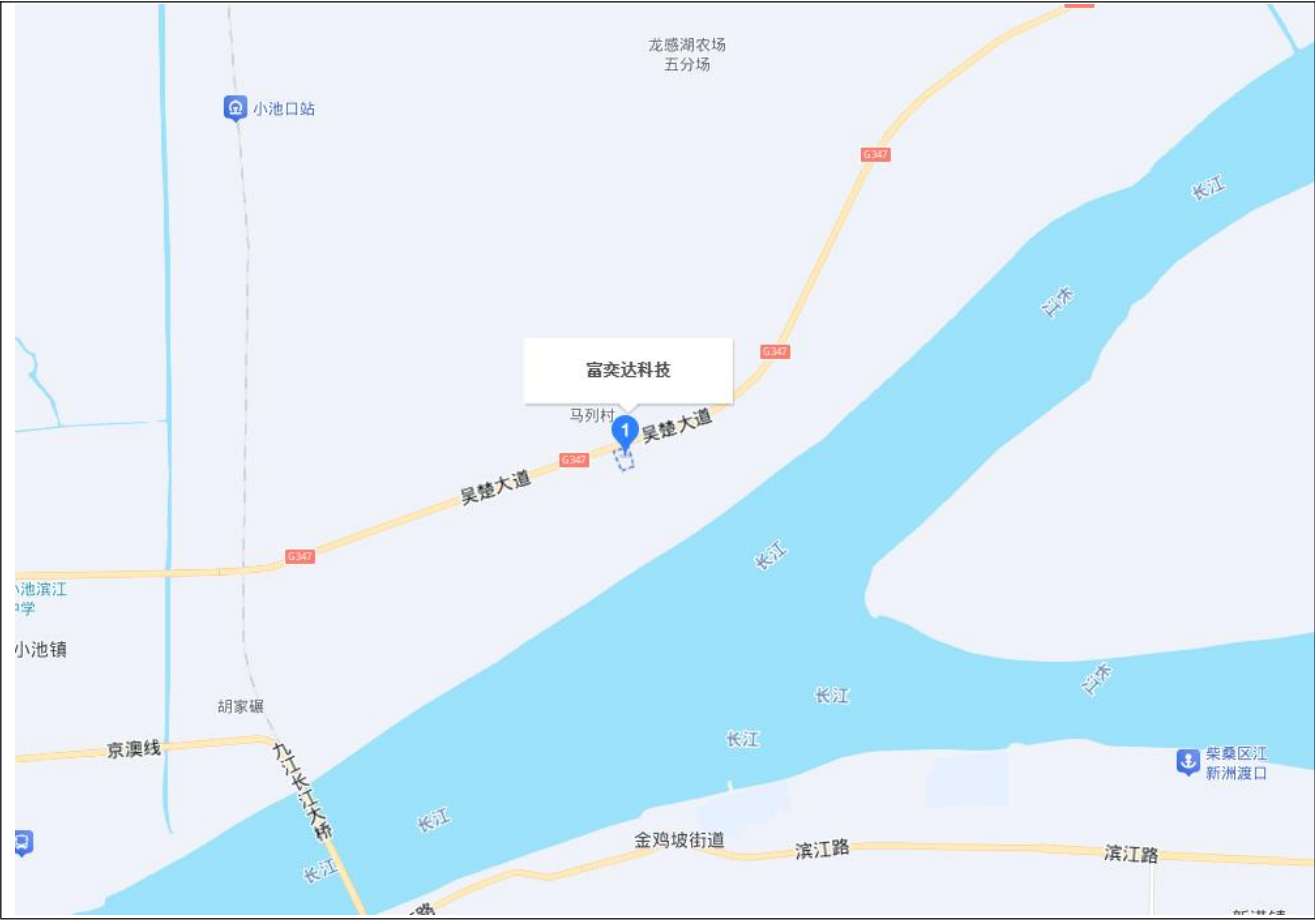 龙感湖农场
五分场
小池口站
G347
长江
长江
G347
富奕达科技
马列村
1
吴楚大道
G347
吴楚大道
长江
G347
小池滨江
中学
小池镇
长江
长江
胡家碾
长江
京澳线
九江长江大桥
柴桑区江
新洲渡口
长江
金鸡坡街道
滨江路
滨江路
长江
路